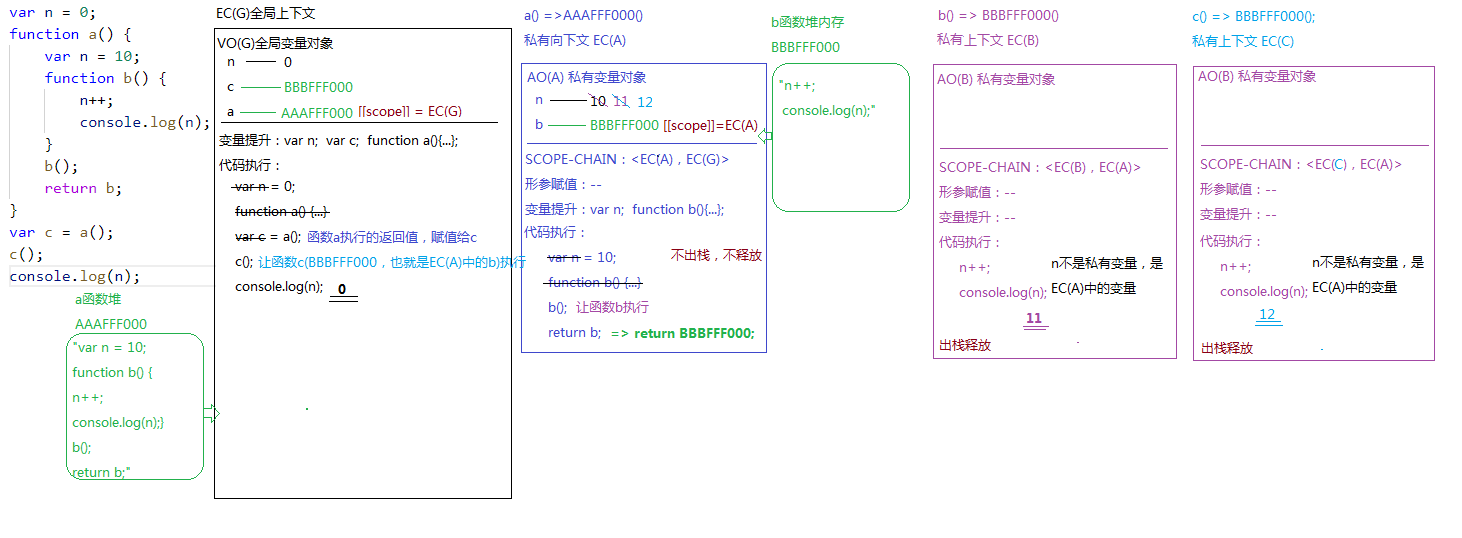 var n = 0;
function a() {
    var n = 10;
    function b() {
        n++;
        console.log(n);
    }
    b();
    return b;
}
var c = a();
c();
console.log(n);
a函数堆
AAAFFF000
"var n = 10;
function b() {
n++;
console.log(n);}
b();
return b;"
EC(G)全局上下文
VO(G)全局变量对象
n —— 0
c —— BBBFFF000
a —— AAAFFF000 [[scope]] = EC(G)
变量提升：var n;  var c;  function a(){...};
代码执行：
var n = 0;
function a() {...}
var c = a();  函数a执行的返回值，赋值给c
c(); 让函数c(BBBFFF000，也就是EC(A)中的b)执行
console.log(n);  0
a() =>AAAFFF000()
私有向下文 EC(A)
AO(A) 私有变量对象
n —— 10 11 12
b —— BBBFFF000 [[scope]]=EC(A)
SCOPE-CHAIN：<EC(A)，EC(G)>
形参赋值：--
变量提升：var n;  function b(){...};
代码执行：
var n = 10;  不出栈，不释放
function b() {...}
b();  让函数b执行
return b;  => return BBBFFF000;
b函数堆内存
BBBFFF000
"n++;
console.log(n);"
b() => BBBFFF000()
私有上下文 EC(B)
AO(B) 私有变量对象
SCOPE-CHAIN：<EC(B)，EC(A)>
形参赋值：--
变量提升：--
代码执行：
n++;  n不是私有变量，是
console.log(n); EC(A)中的变量
11
出栈释放
c() => BBBFFF000();
私有上下文 EC(C)
AO(B) 私有变量对象
SCOPE-CHAIN：<EC(C)，EC(A)>
形参赋值：--
变量提升：--
代码执行：
n++;  n不是私有变量，是
console.log(n); EC(A)中的变量
12
出栈释放